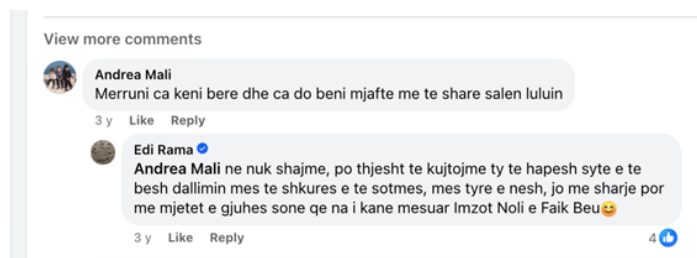 View more comments
Andrea Mali
Merruni ca keni bere dhe ca do beni mjafte me te share salen luluin
3 y Like Reply
Edi Rama
Andrea Mali ne nuk shajme, po thjesht te kujtojme ty te hapesh syte e te
besh dallimin mes te shkures e te sotmes, mes tyre e nesh, jo me sharje por
me mjetet e gjuhes sone qe na i kane mesuar Imzot Noli e Faik Beu😊
3 y Like Reply 4